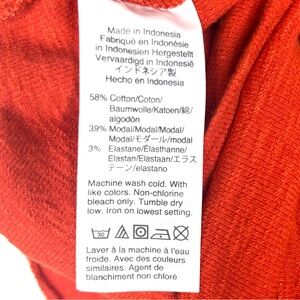 Made in Indonesia
Fabriqué en Indonésie
in Indonesien Hergestellt
Vervaardigd in Indonesië
インドネシア製
Hecho en Indonesia
58% Cotton/Coton/
Baumwolle/Katoen/綿/
algodón
39% Modal/Modal/Modal/
Modal/モダール/modal
3% Elastane/Élasthanne/
Elastan/Elastaan/エラス
テーン/elastano
Machine wash cold. With
like colors. Non-chlorine
bleach only. Tumble dry
low. Iron on lowest setting.
Laver à la machine à l'eau
froide. Avec des couleurs
similaires. Agent de
blanchiment non chloré